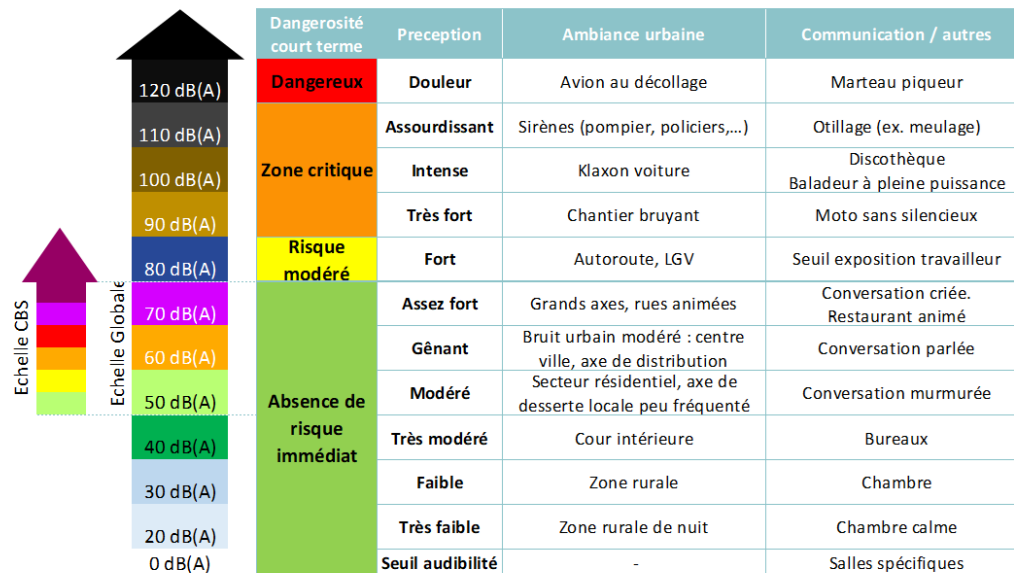 Dangerosité
court terme
Preception
Ambiance urbaine
Communication / autres
120 dB(A)
Dangereux
Douleur
Avion au décollage
Marteau piqueur
110 dB(A)
Zone critique
Assourdissant
Sirènes (pompier, policiers,...)
Otillage (ex. meulage)
100 dB(A)
Intense
Klaxon voiture
Discothèque
Baladeur à pleine puissance
90 dB(A)
Très fort
Chantier bruyant
Moto sans silencieux
80 dB(A)
Risque
modéré
Fort
Autoroute, LGV
Seuil exposition travailleur
Echelle CBS
Echelle Globale
70 dB(A)
Absence de
risque
immédiat
Assez fort
Grands axes, rues animées
Conversation criée.
Restaurant animé
60 dB(A)
Gênant
Bruit urbain modéré : centre
ville, axe de distribution
Conversation parlée
50 dB(A)
Modéré
Secteur résidentiel, axe de
desserte locale peu fréquenté
Conversation murmurée
40 dB(A)
Très modéré
Cour intérieure
Bureaux
30 dB(A)
Faible
Zone rurale
Chambre
20 dB(A)
Très faible
Zone rurale de nuit
Chambre calme
0 dB(A)
Seuil audibilité
-
Salles spécifiques